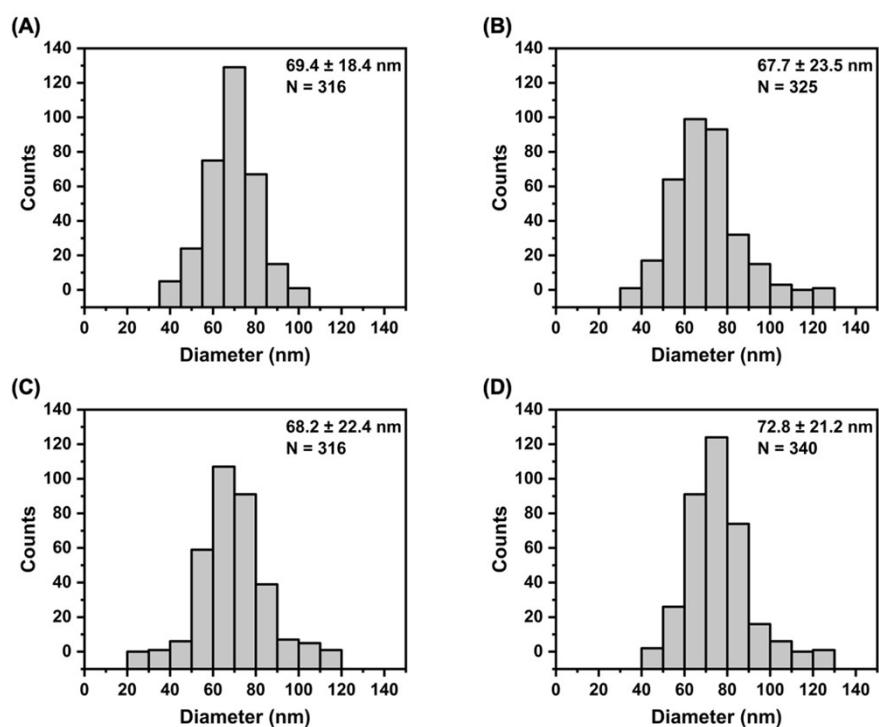 (A)
140
120
100
80
60
40
20
0
Counts
69.4 ± 18.4 nm
N = 316
0 20 40 60 80 100 120 140
Diameter (nm)
(B)
140
120
100
80
60
40
20
0
Counts
67.7 ± 23.5 nm
N = 325
0 20 40 60 80 100 120 140
Diameter (nm)
(C)
140
120
100
80
60
40
20
0
Counts
68.2 ± 22.4 nm
N = 316
0 20 40 60 80 100 120 140
Diameter (nm)
(D)
140
120
100
80
60
40
20
0
Counts
72.8 ± 21.2 nm
N = 340
0 20 40 60 80 100 120 140
Diameter (nm)